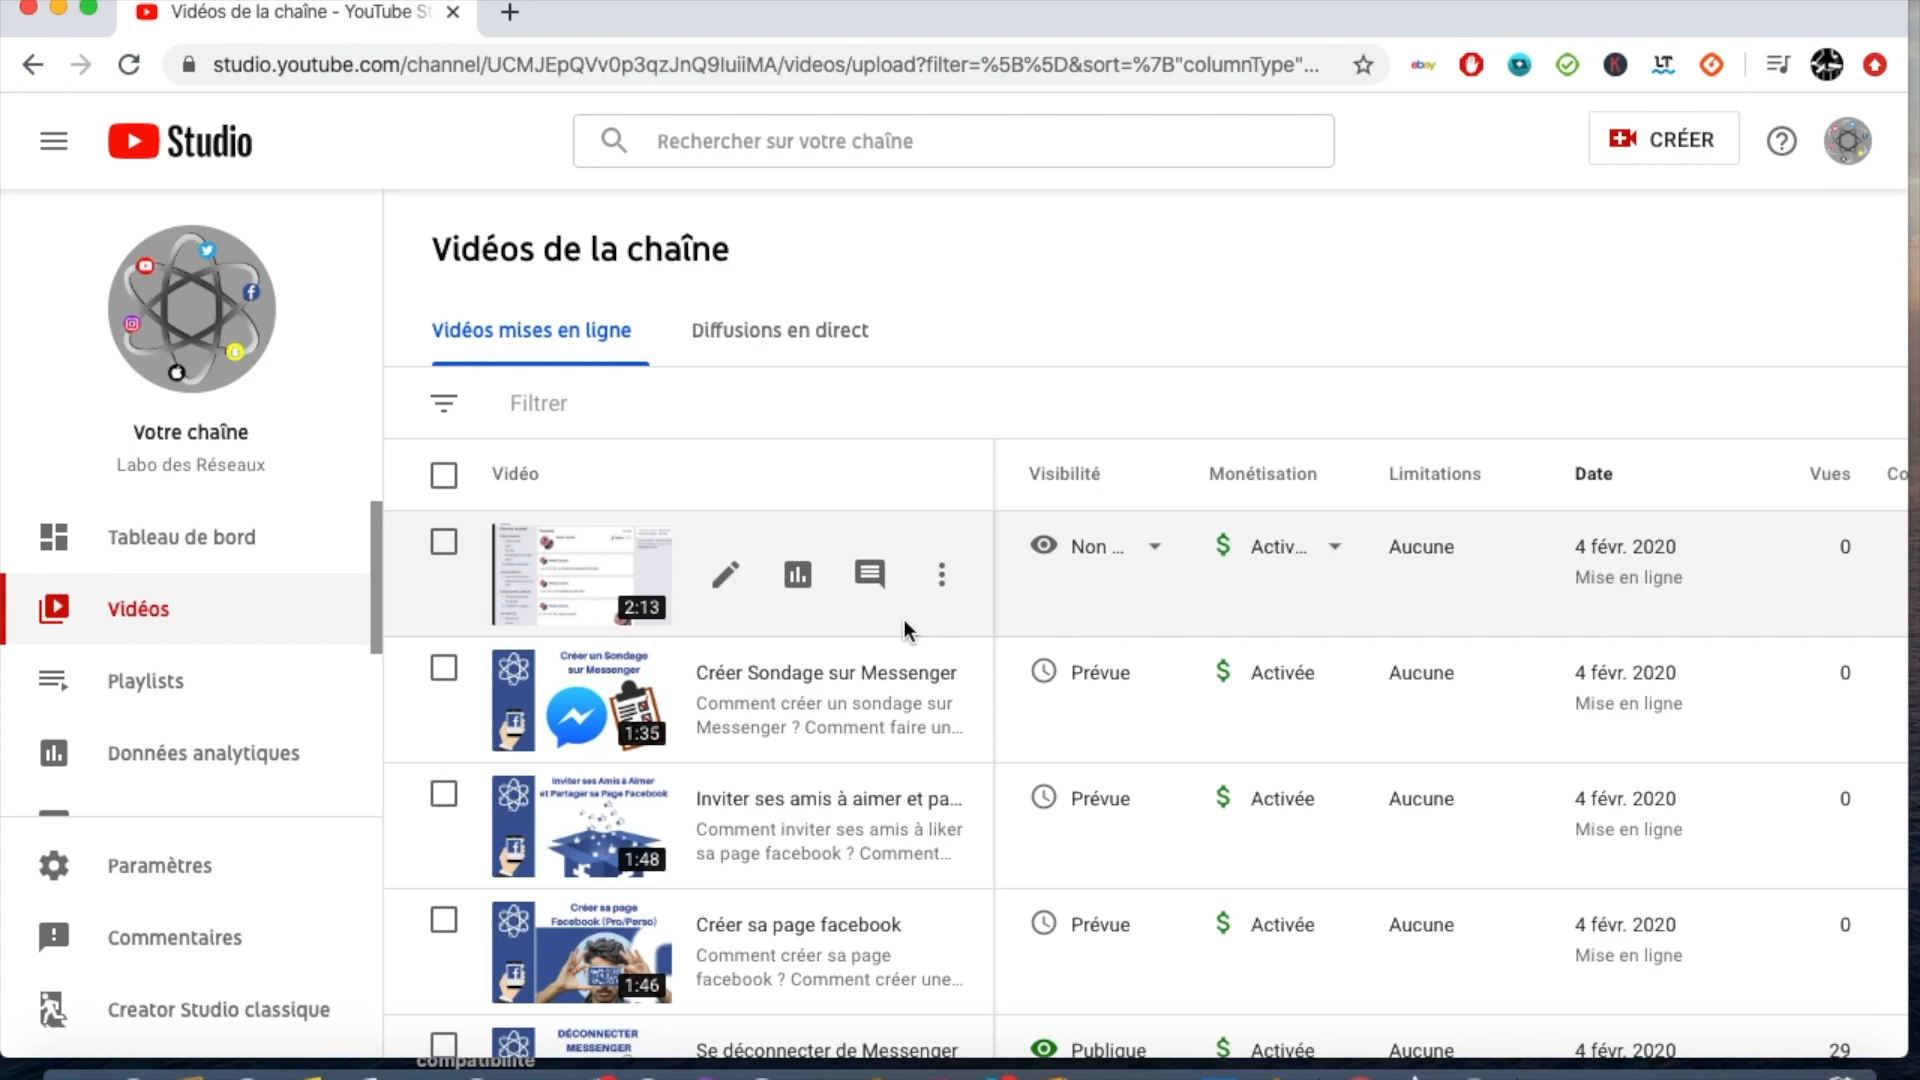 Vidéos de la chaîne - YouTube St
studio.youtube.com/channel/UCMJEpQVv0p3qzJnQ9IuiiMA/videos/upload?filter=%5B%5D&sort=%7B"columnType"...
ebay
K
LT
Studio
Rechercher sur votre chaîne
CRÉER
Votre chaîne
Labo des Réseaux
Tableau de bord
Vidéos
Playlists
Données analytiques
Paramètres
Commentaires
Creator Studio classique
Vidéos de la chaîne
Vidéos mises en ligne
Diffusions en direct
Filtrer
Vidéo
Visibilité
Monétisation
Limitations
Date
Vues
Co
2:13
Non ...
Activ...
Aucune
4 févr. 2020
0
Mise en ligne
Créer un Sondage
sur Messenger
1:35
Créer Sondage sur Messenger
Comment créer un sondage sur
Messenger ? Comment faire un...
Prévue
Activée
Aucune
4 févr. 2020
0
Mise en ligne
Inviter ses Amis à Aimer
et Partager sa Page Facebook
1:48
Inviter ses amis à aimer et pa...
Comment inviter ses amis à liker
sa page facebook ? Comment...
Prévue
Activée
Aucune
4 févr. 2020
0
Mise en ligne
Créer sa page
Facebook (Pro/Perso)
1:46
Créer sa page facebook
Comment créer sa page
facebook ? Comment créer une...
Prévue
Activée
Aucune
4 févr. 2020
0
Mise en ligne
DÉCONNECTER
MESSENGER
Se déconnecter de Messenger
Publique
Activée
Aucune
4 févr. 2020
29
compatibilité